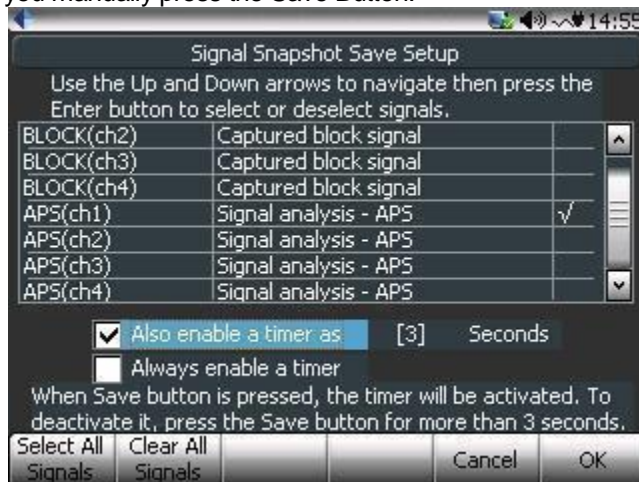 you manually press the Save Button.
14:55
Signal Snapshot Save Setup
Use the Up and Down arrows to navigate then press the
Enter button to select or deselect signals.
BLOCK(ch2) Captured block signal
BLOCK(ch3) Captured block signal
BLOCK(ch4) Captured block signal
APS(ch1) Signal analysis - APS √
APS(ch2) Signal analysis - APS
APS(ch3) Signal analysis - APS
APS(ch4) Signal analysis - APS
Also enable a timer as [3] Seconds
Always enable a timer
When Save button is pressed, the timer will be activated. To
deactivate it, press the Save button for more than 3 seconds.
Select All Signals Clear All Signals Cancel OK